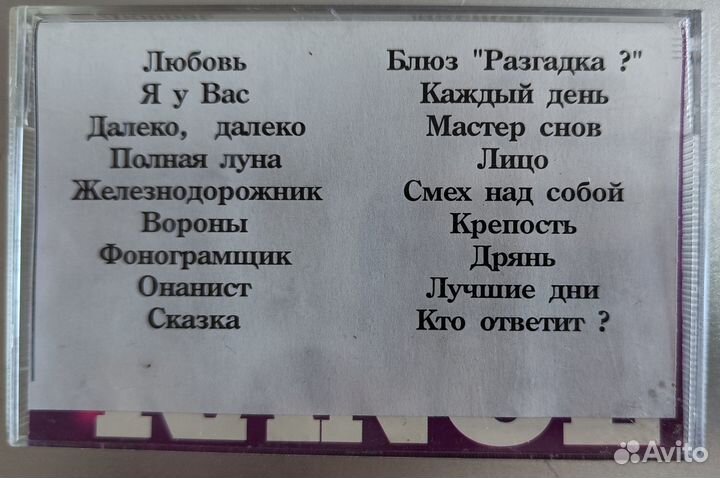 Любовь
Я у Вас
Далеко, далеко
Полная луна
Железнодорожник
Вороны
Фонограмщик
Онанист
Сказка
Блюз "Разгадка ?"
Каждый день
Мастер снов
Лицо
Смех над собой
Крепость
Дрянь
Лучшие дни
Кто ответит ?
Avito